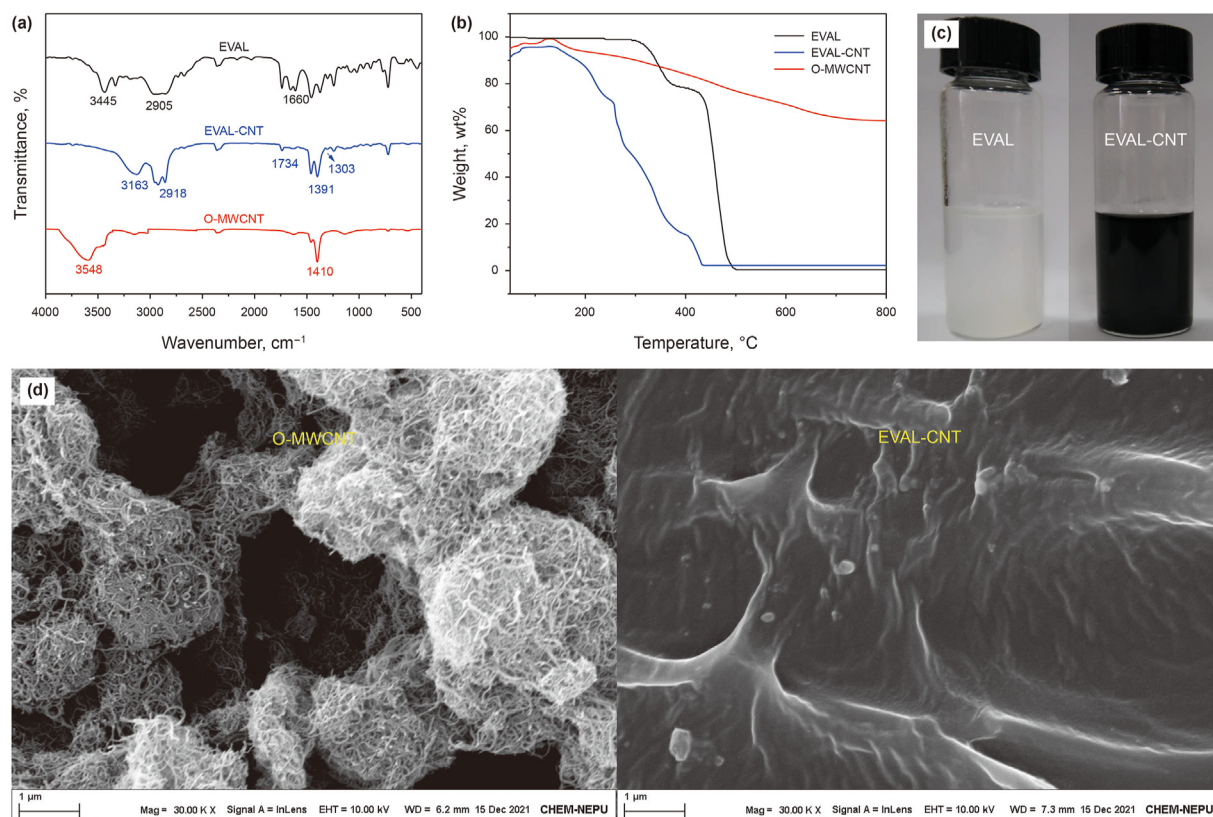 (a)
EVAL
3445
2905
1660
EVAL-CNT
3163
2918
1734
1391
1303
O-MWCNT
3548
1410
Transmittance, %
4000 3500 3000 2500 2000 1500 1000 500
Wavenumber, cm⁻¹
(b)
EVAL
EVAL-CNT
O-MWCNT
100
80
60
40
20
0
Weight, wt%
200 400 600 800
Temperature, °C
(c)
EVAL
EVAL-CNT
(d)
O-MWCNT
EVAL-CNT
1 µm
Mag = 30.00 K X Signal A = InLens EHT = 10.00 kV WD = 6.2 mm 15 Dec 2021 CHEM-NEPU
1 µm
Mag = 30.00 K X Signal A = InLens EHT = 10.00 kV WD = 7.3 mm 15 Dec 2021 CHEM-NEPU